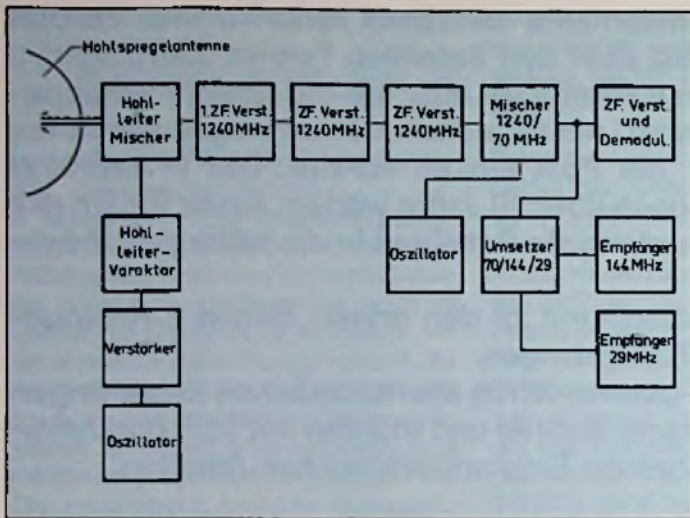 Hohlspiegelantenne
Hohl-
leiter
Mischer
1.ZF. Verst.
1240MHz
ZF. Verst.
1240MHz
ZF. Verst.
1240MHz
Mischer
1240/
70 MHz
ZF. Verst.
und
Demodul.
Hohl-
leiter-
Varaktor
Oszillator
Umsetzer
70/144/29
Empfänger
144MHz
Verstärker
Empfänger
29MHz
Oszillator